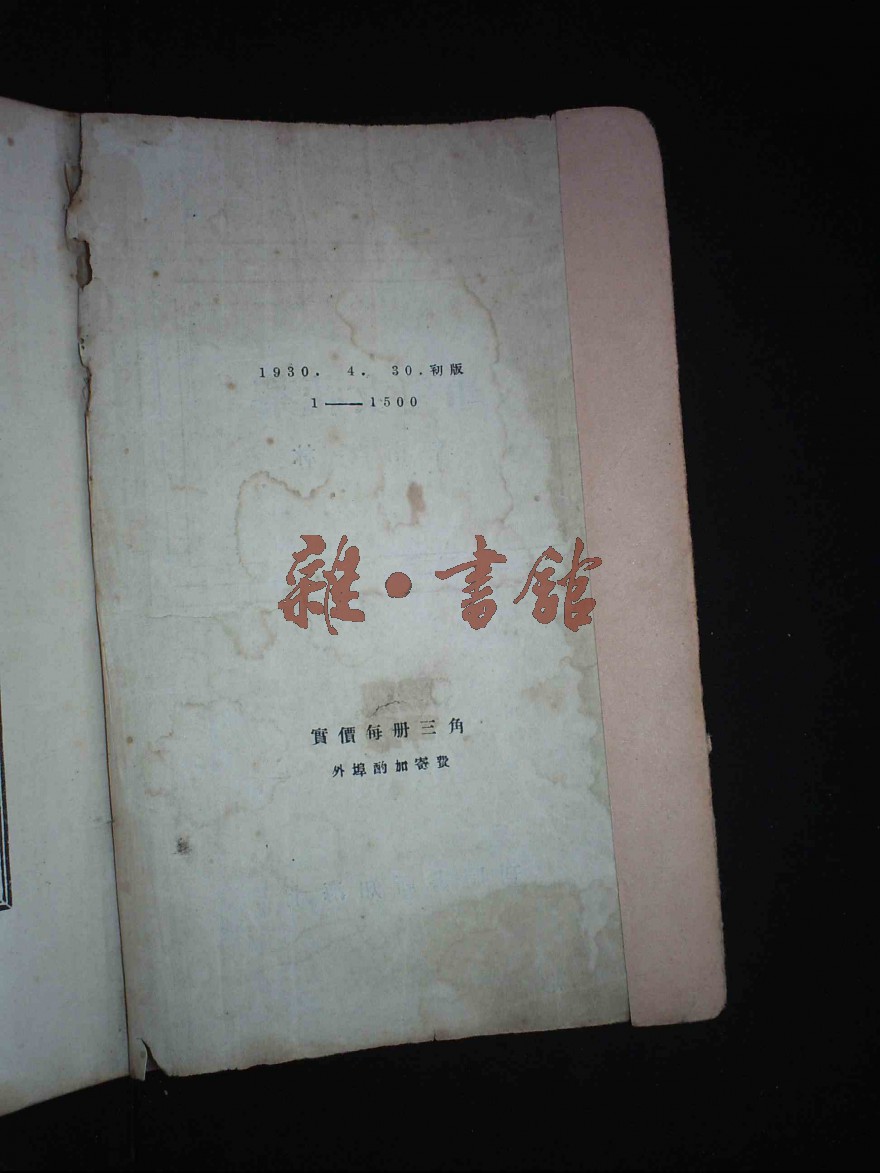 1930. 4. 30.初版
1——1500
雜·書館
實價每册三角
外埠酌加寄費